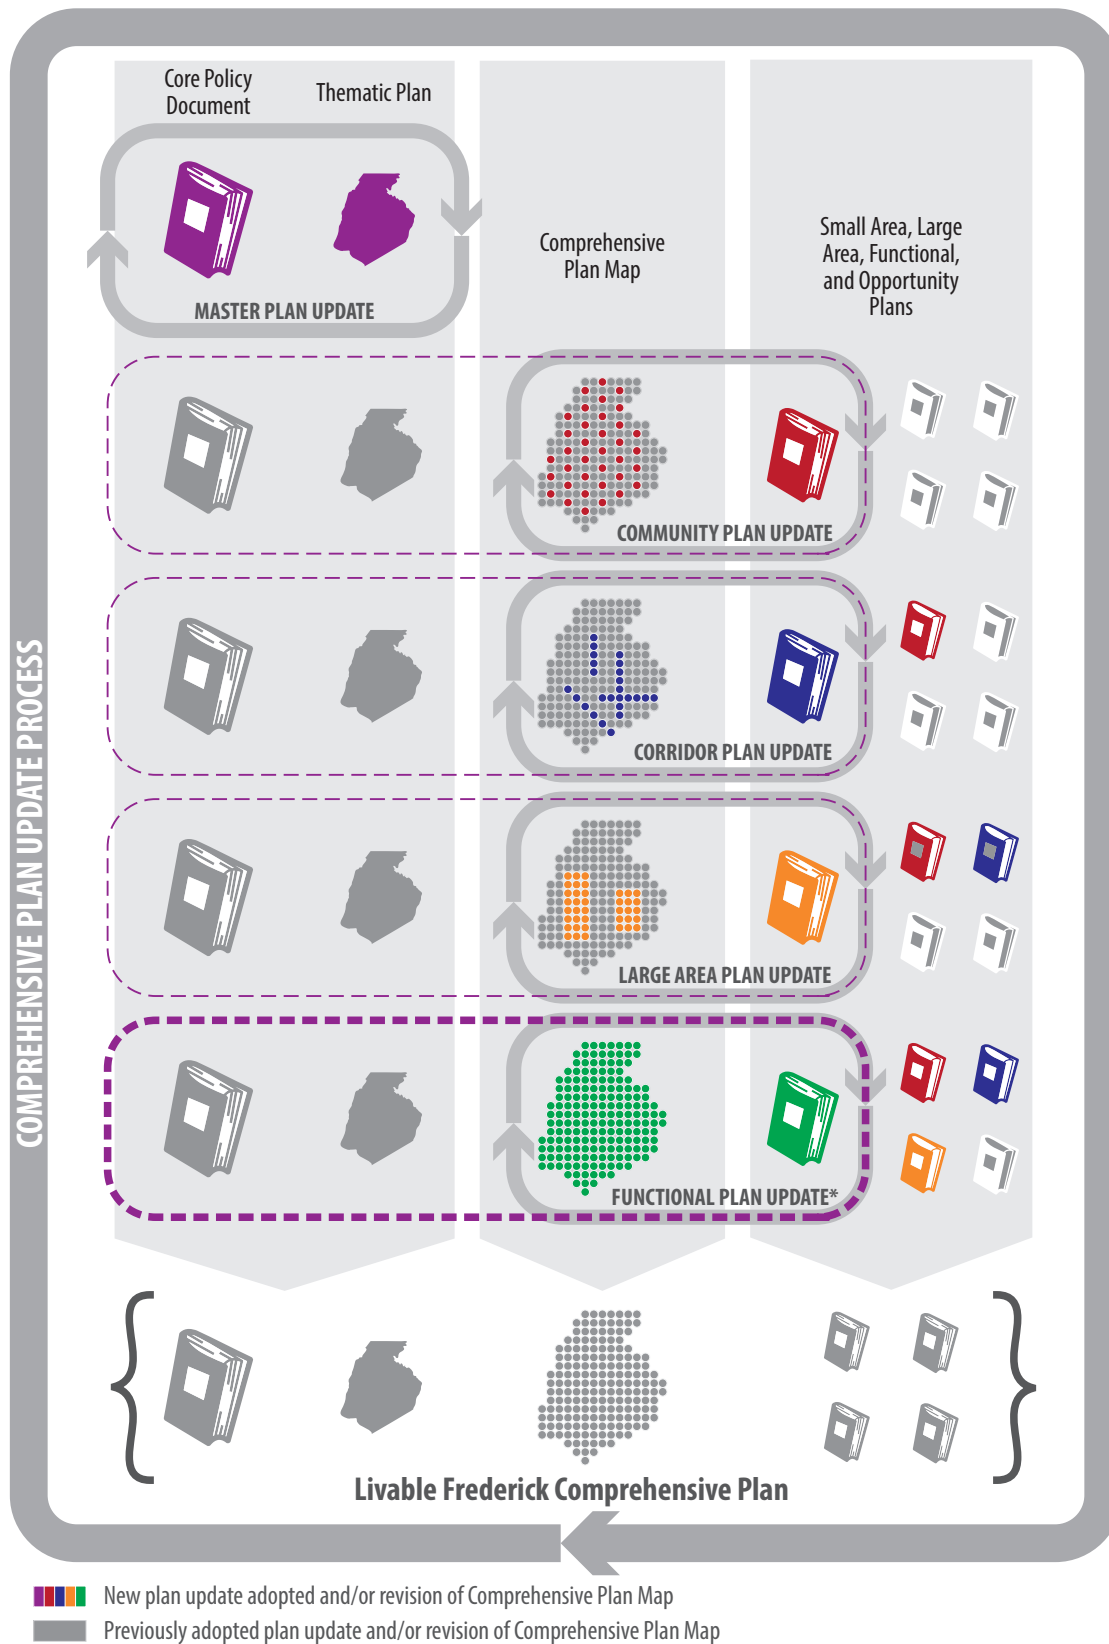 COMPREHENSIVE PLAN UPDATE PROCESS
Core Policy
Document
Thematic Plan
MASTER PLAN UPDATE
Comprehensive
Plan Map
Small Area, Large
Area, Functional,
and Opportunity
Plans
COMMUNITY PLAN UPDATE
CORRIDOR PLAN UPDATE
LARGE AREA PLAN UPDATE
FUNCTIONAL PLAN UPDATE*
Livable Frederick Comprehensive Plan
New plan update adopted and/or revision of Comprehensive Plan Map
Previously adopted plan update and/or revision of Comprehensive Plan Map